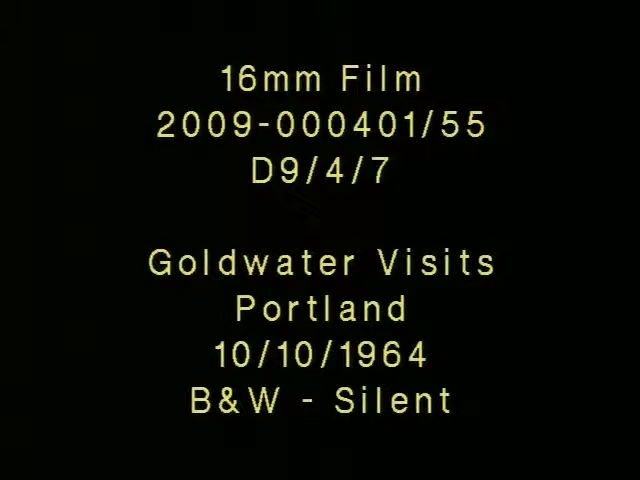 16mm Film
2009-000401/55
D9/4/7
Goldwater Visits
Portland
10/10/1964
B&W - Silent